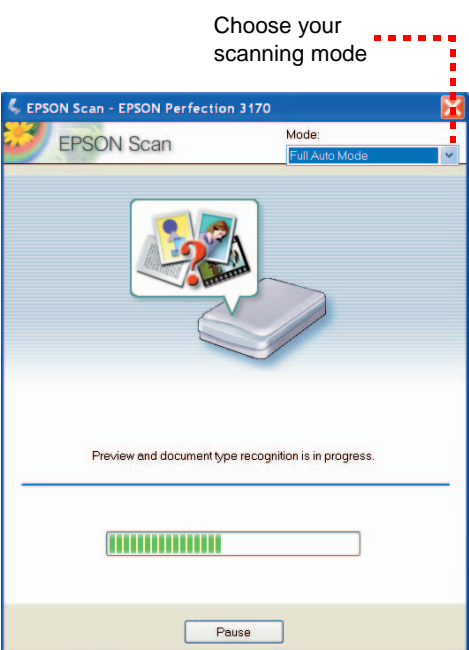 Choose your
scanning mode
EPSON Scan - EPSON Perfection 3170
EPSON Scan
Mode:
Full Auto Mode
?
Preview and document type recognition is in progress.
Pause